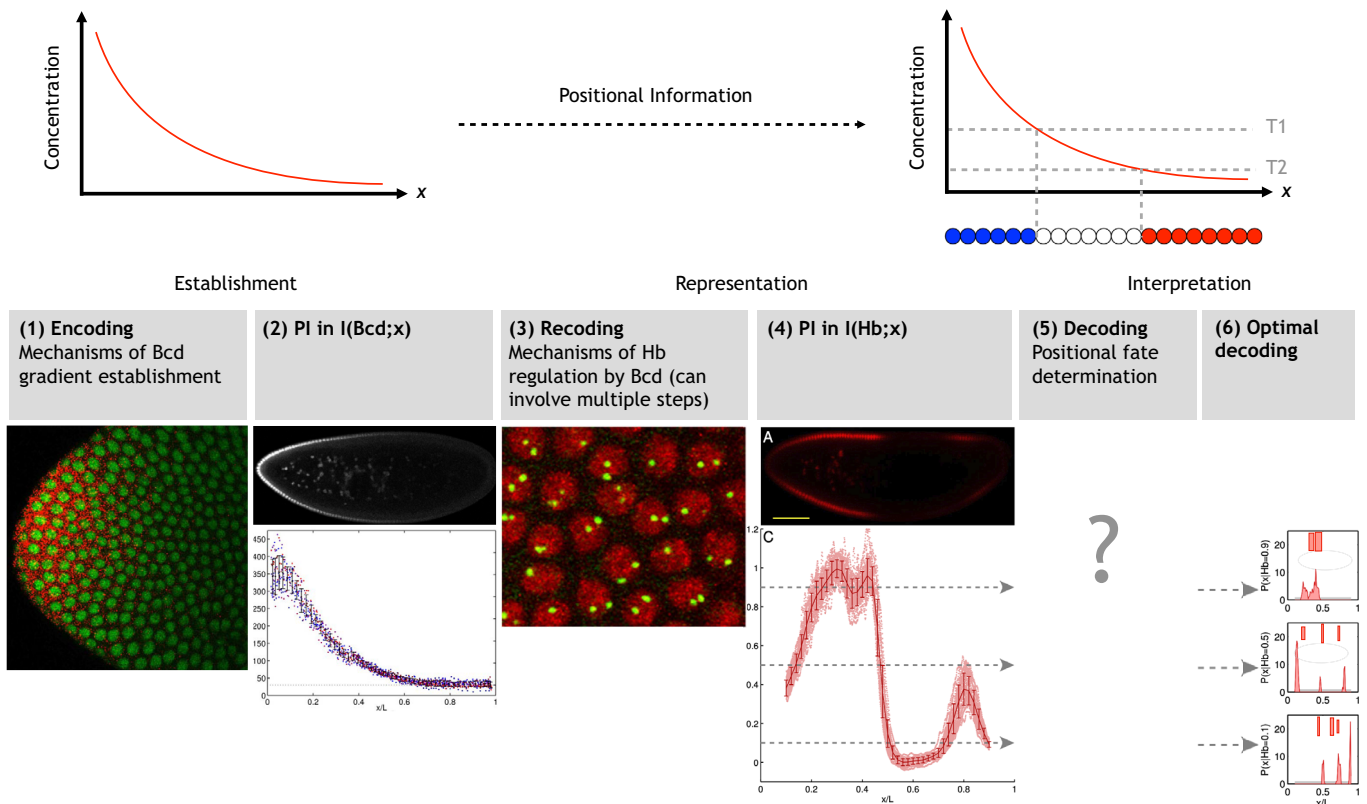 Concentration
x
Positional Information
Concentration
T1
T2
x
Establishment
Representation
Interpretation
(1) Encoding
Mechanisms of Bcd
gradient establishment
(2) PI in I(Bcd;x)
(3) Recoding
Mechanisms of Hb
regulation by Bcd (can
involve multiple steps)
(4) PI in I(Hb;x)
(5) Decoding
Positional fate
determination
(6) Optimal
decoding
450
400
350
300
250
200
150
100
50
0
0 0.2 0.4 0.6 0.8 1
x/L
A
C
1.2
1
0.8
0.6
0.4
0.2
0
0 0.2 0.4 0.6 0.8 1
x/L
?
P(x|Hb=0.9)
20
10
0
0 0.5 1
P(x|Hb=0.5)
20
10
0
0 0.5 1
P(x|Hb=0.1)
20
10
0
0 0.5 1
x/L